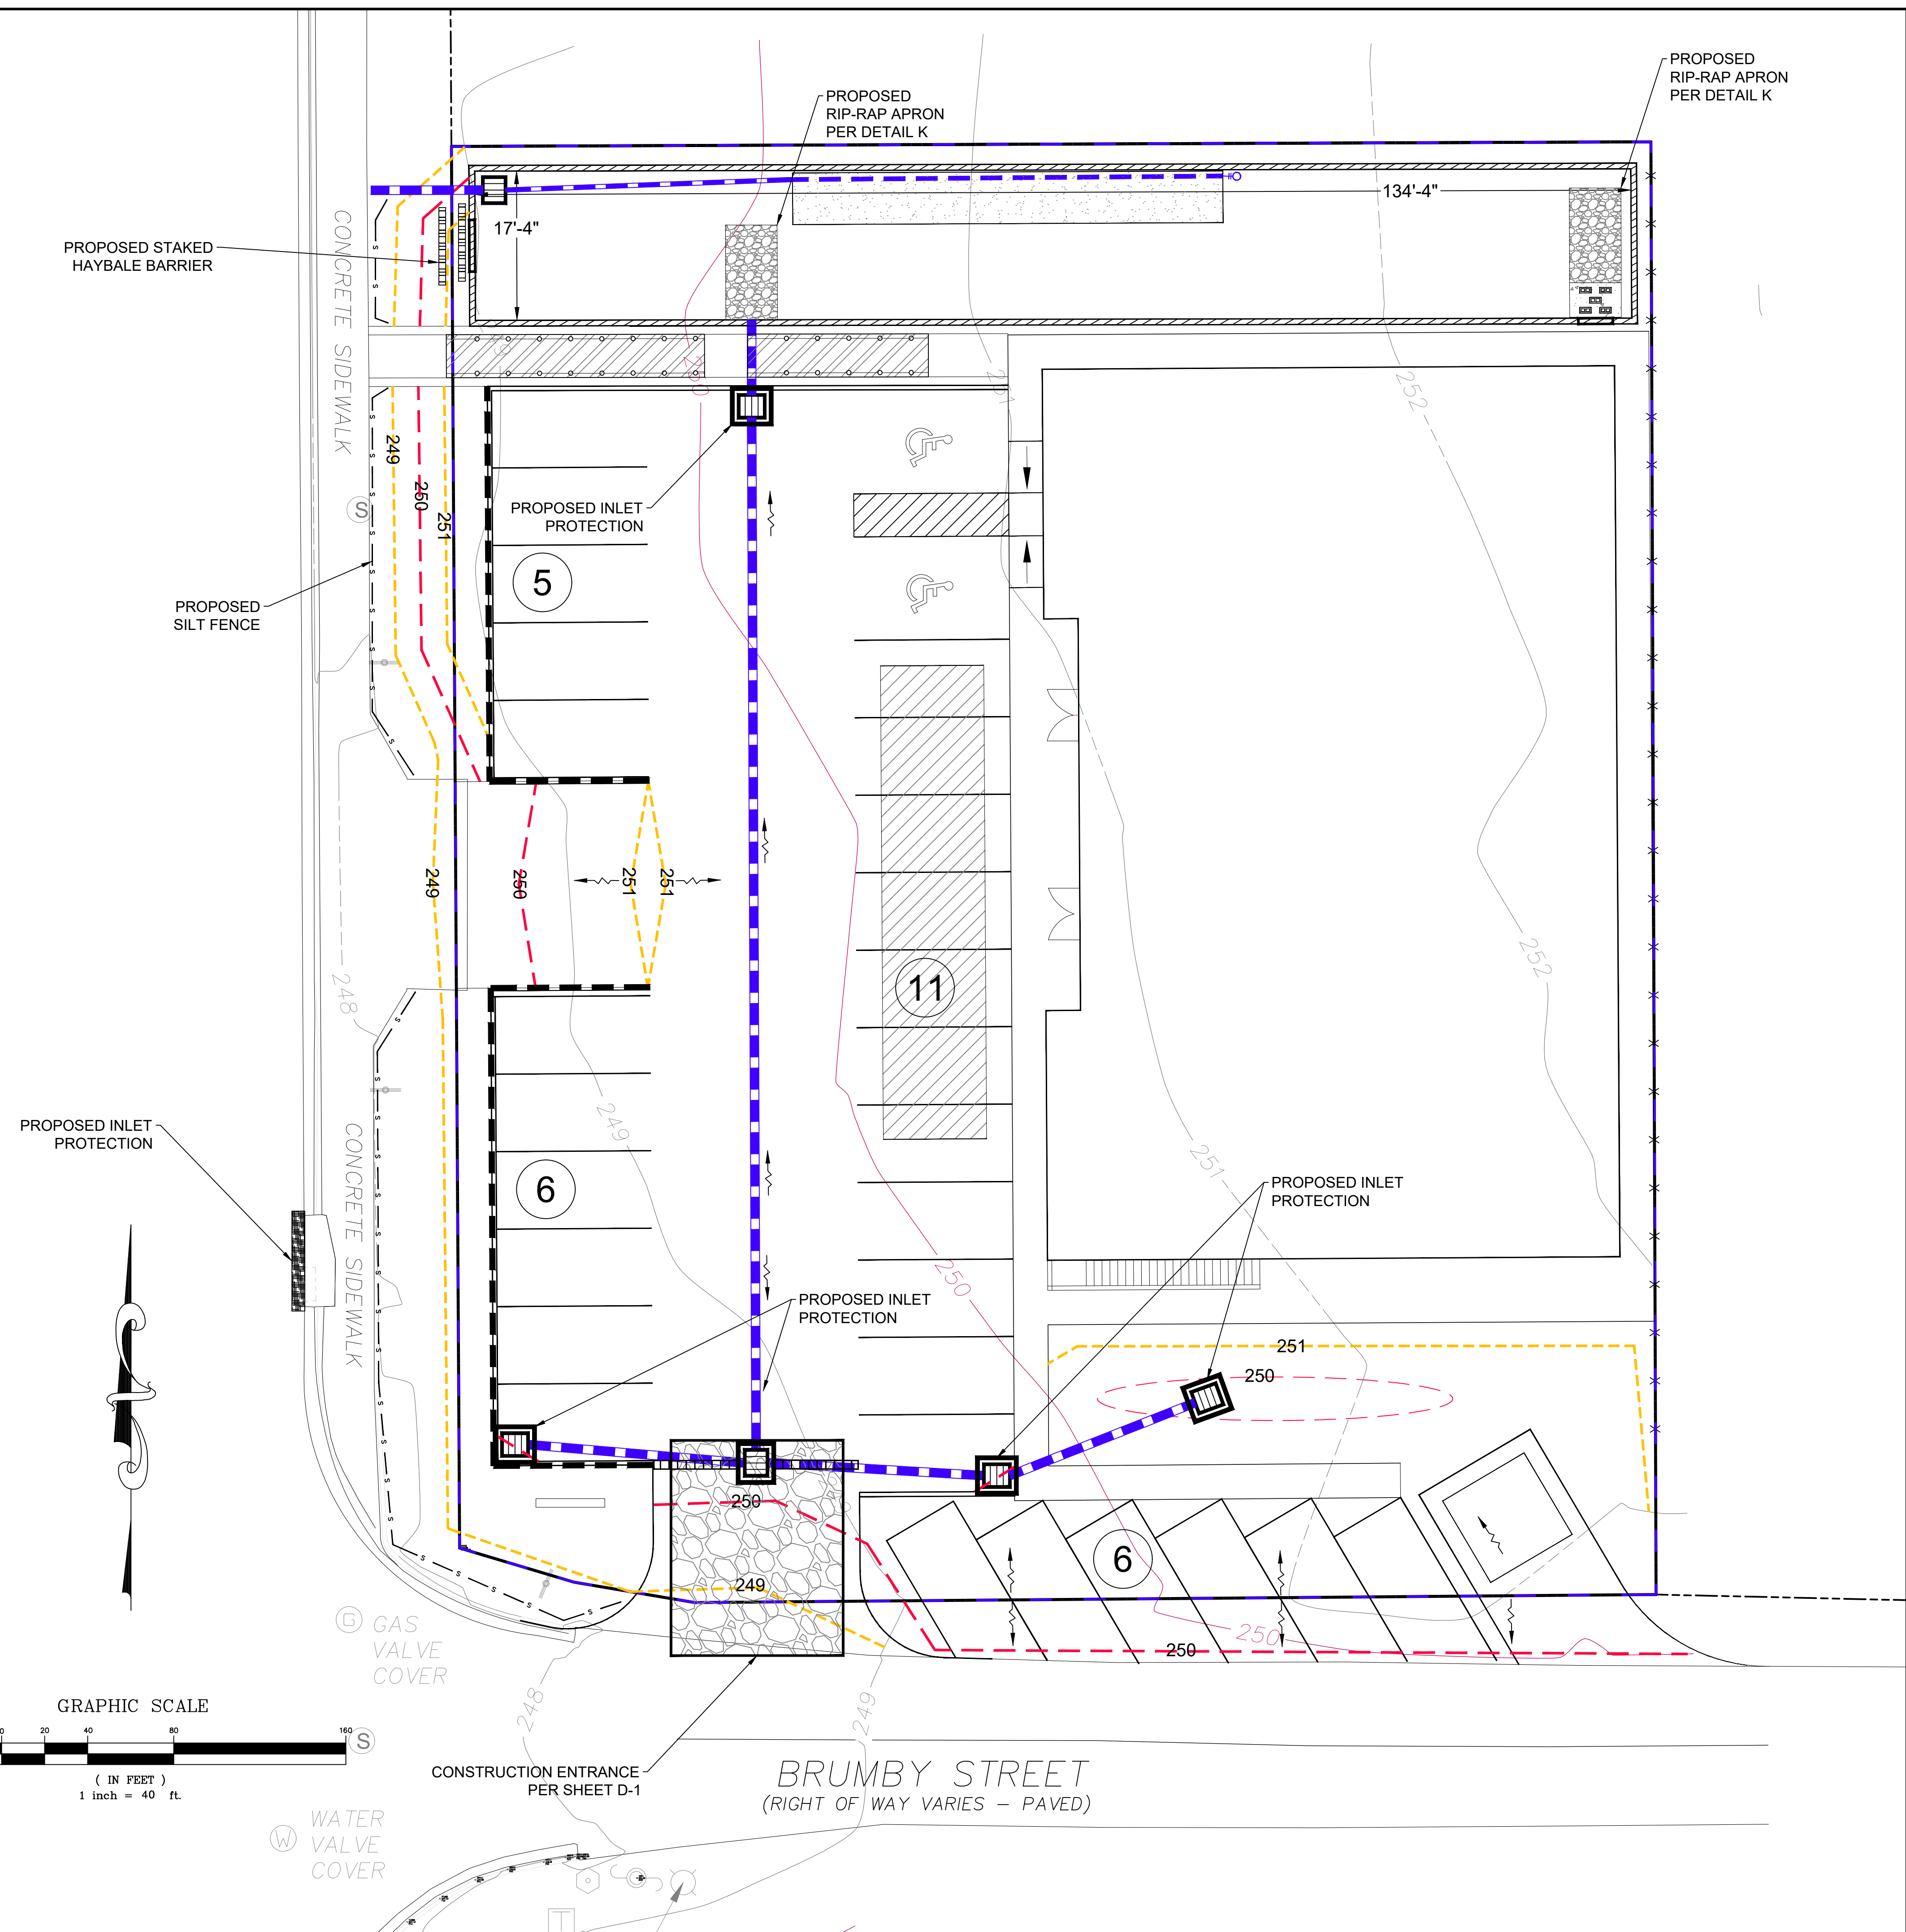 PROPOSED
RIP-RAP APRON
PER DETAIL K
PROPOSED
RIP-RAP APRON
PER DETAIL K
134'-4"
17'-4"
PROPOSED STAKED
HAYBALE BARRIER
CONCRETE SIDEWALK
250
251
252
249
250
251
S
PROPOSED INLET
PROTECTION
5
PROPOSED
SILT FENCE
249
250
251
251
252
248
11
249
PROPOSED INLET
PROTECTION
CONCRETE SIDEWALK
6
251
PROPOSED INLET
PROTECTION
250
PROPOSED INLET
PROTECTION
251
250
250
249
6
250
250
G GAS
VALVE
COVER
248
249
GRAPHIC SCALE
0 20 40 80 160
S
( IN FEET )
1 inch = 40 ft.
CONSTRUCTION ENTRANCE
PER SHEET D-1
BRUMBY STREET
(RIGHT OF WAY VARIES – PAVED)
W WATER
VALVE
COVER